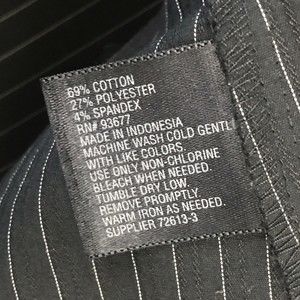 69% COTTON
27% POLYESTER
4% SPANDEX
RN# 93677
MADE IN INDONESIA
MACHINE WASH COLD GENTL
WITH LIKE COLORS.
USE ONLY NON-CHLORINE
BLEACH WHEN NEEDED.
TUMBLE DRY LOW.
REMOVE PROMPTLY
WARM IRON AS NEEDED.
SUPPLIER 72613-3